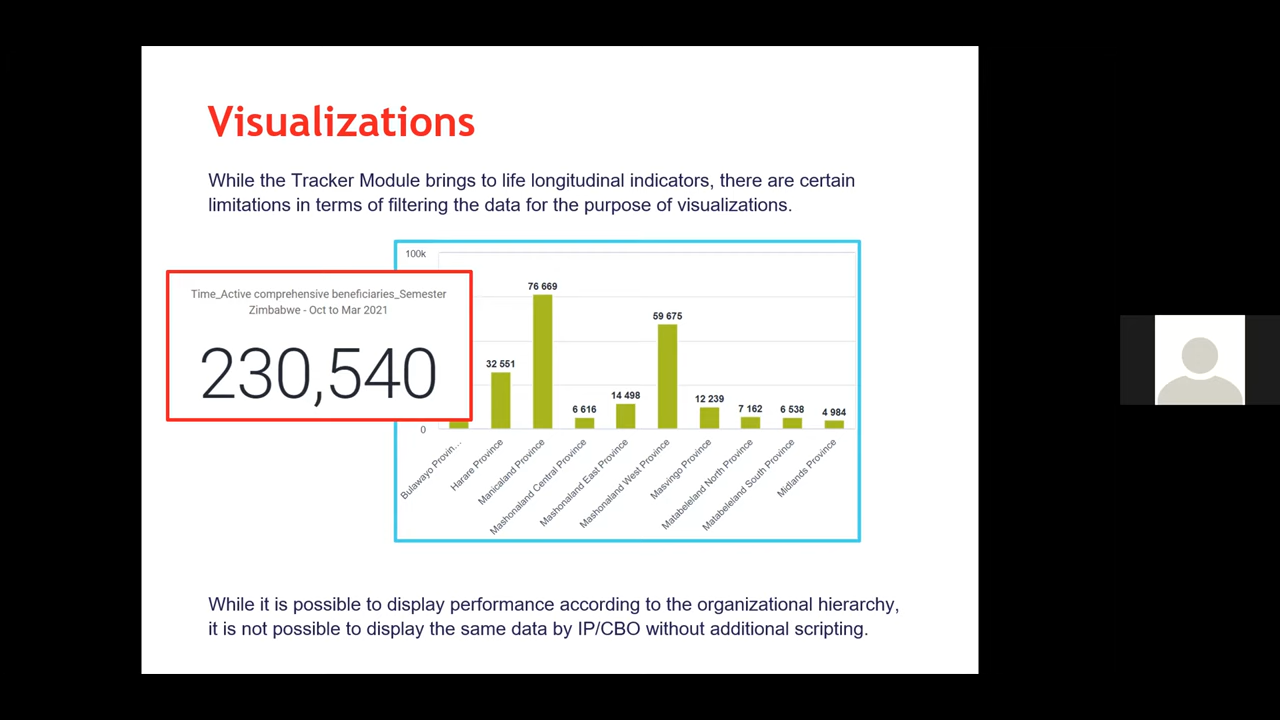 Visualizations
While the Tracker Module brings to life longitudinal indicators, there are certain
limitations in terms of filtering the data for the purpose of visualizations.
Time_Active comprehensive beneficiaries_Semester
Zimbabwe - Oct to Mar 2021
230,540
100k
0
32 551
76 669
6 616
14 498
59 675
12 239
7 162
6 538
4 984
Bulawayo Provin...
Harare Province
Manicaland Province
Mashonaland Central Province
Mashonaland East Province
Mashonaland West Province
Masvingo Province
Matabeleland North Province
Matabeleland South Province
Midlands Province
While it is possible to display performance according to the organizational hierarchy,
it is not possible to display the same data by IP/CBO without additional scripting.